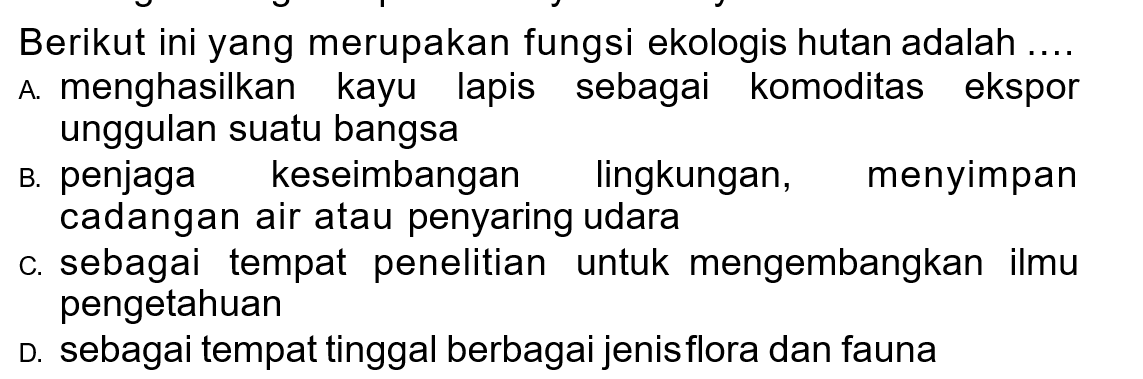 Berikut ini yang merupakan fungsi ekologis hutan adalah ....
A. menghasilkan kayu lapis sebagai komoditas ekspor
unggulan suatu bangsa
B. penjaga keseimbangan lingkungan, menyimpan
cadangan air atau penyaring udara
C. sebagai tempat penelitian untuk mengembangkan ilmu
pengetahuan
D. sebagai tempat tinggal berbagai jenis flora dan fauna